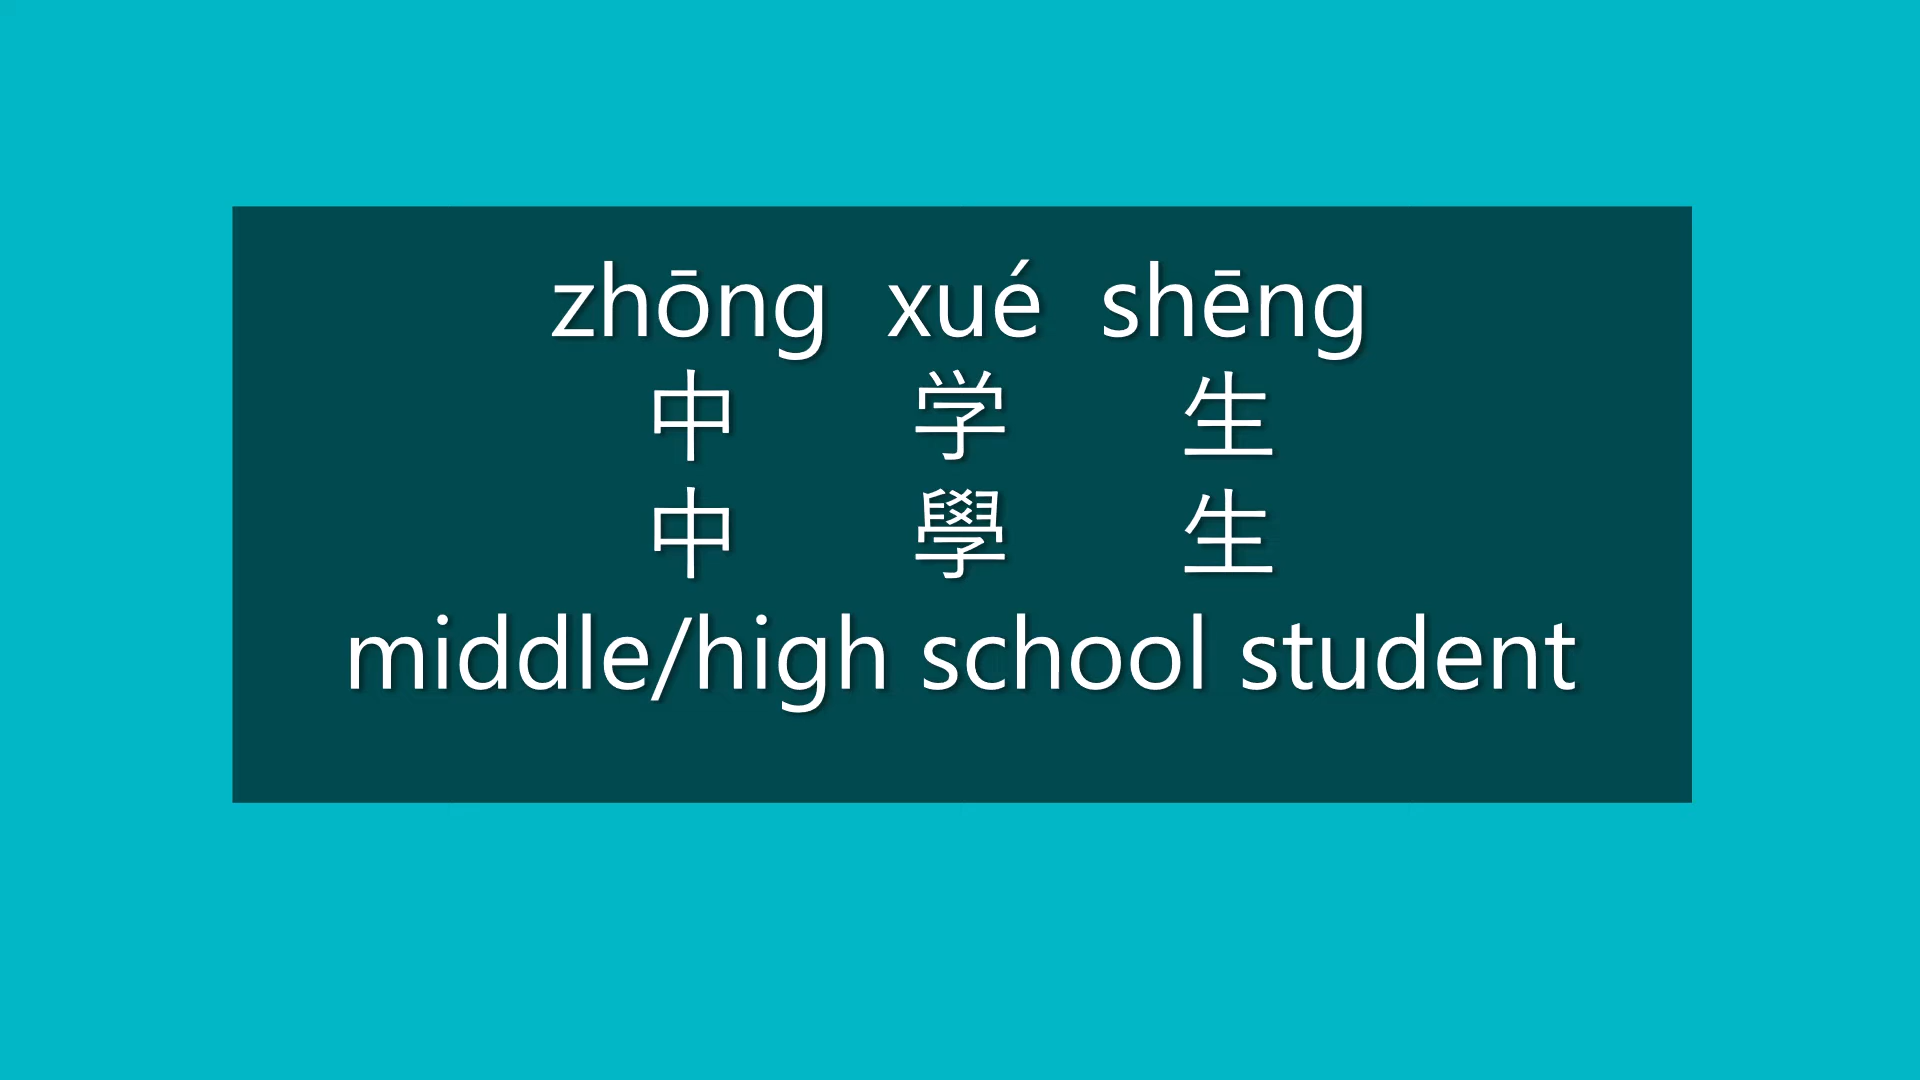 zhōng xué shēng
中 学 生
中 學 生
middle/high school student